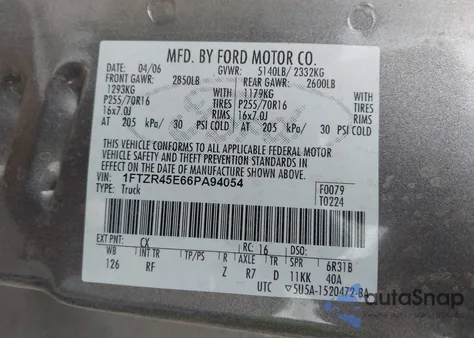 MFD. BY FORD MOTOR CO.
DATE: 04/06 GVWR: 5140LB/ 2332KG
FRONT GAWR: 2850LB REAR GAWR: 2600LB
1293KG WITH 1179KG WITH
P255/70R16 TIRES P255/70R16 TIRES
16x7.0J RIMS 16x7.0J RIMS
AT 205 kPa/ 30 PSI COLD AT 205 kPa/ 30 PSI COLD
THIS VEHICLE CONFORMS TO ALL APPLICABLE FEDERAL MOTOR
VEHICLE SAFETY AND THEFT PREVENTION STANDARDS IN
EFFECT ON THE DATE OF MANUFACTURE SHOWN ABOVE.
VIN: 1FTZR45E66PA94054 F0079
TYPE: Truck T0224
EXT PNT: CX RC: 16 DSO:
WB INT TR TP/PS R AXLE TR SPR 6R31B
126 RF Z R7 D 11KK 40A
UTC ▽5U5A-1520472-BA
autoSnap